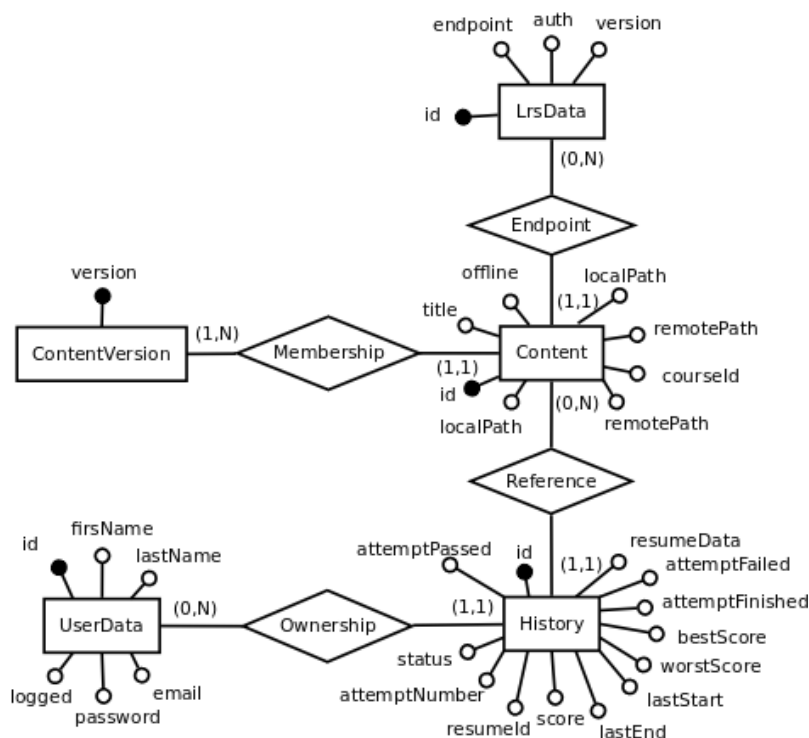 endpoint auth version
id
LrsData
(0,N)
Endpoint
version
offline
localPath
title
(1,1)
remotePath
ContentVersion
(1,N)
Membership
(1,1)
Content
courseId
id
localPath
(0,N)
remotePath
Reference
id
firsName
lastName
attemptPassed
id
(1,1)
resumeData
attemptFailed
attemptFinished
UserData
(0,N)
Ownership
(1,1)
History
bestScore
worstScore
status
attemptNumber
lastStart
logged
password
email
resumeId
score
lastEnd